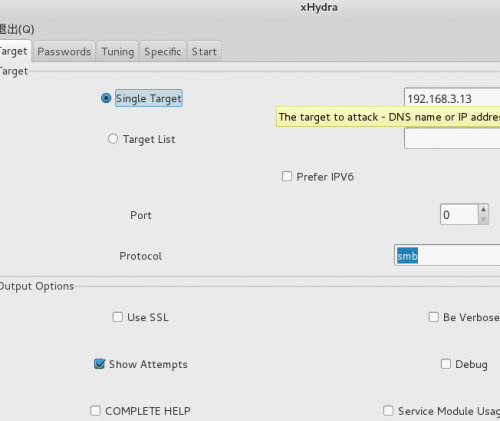 xHydra
退出(Q)
Target Passwords Tuning Specific Start
Target
Single Target 192.168.3.13
The target to attack - DNS name or IP addres
Target List
Prefer IPV6
Port 0
Protocol smb
Output Options
Use SSL Be Verbose
Show Attempts Debug
COMPLETE HELP Service Module Usag